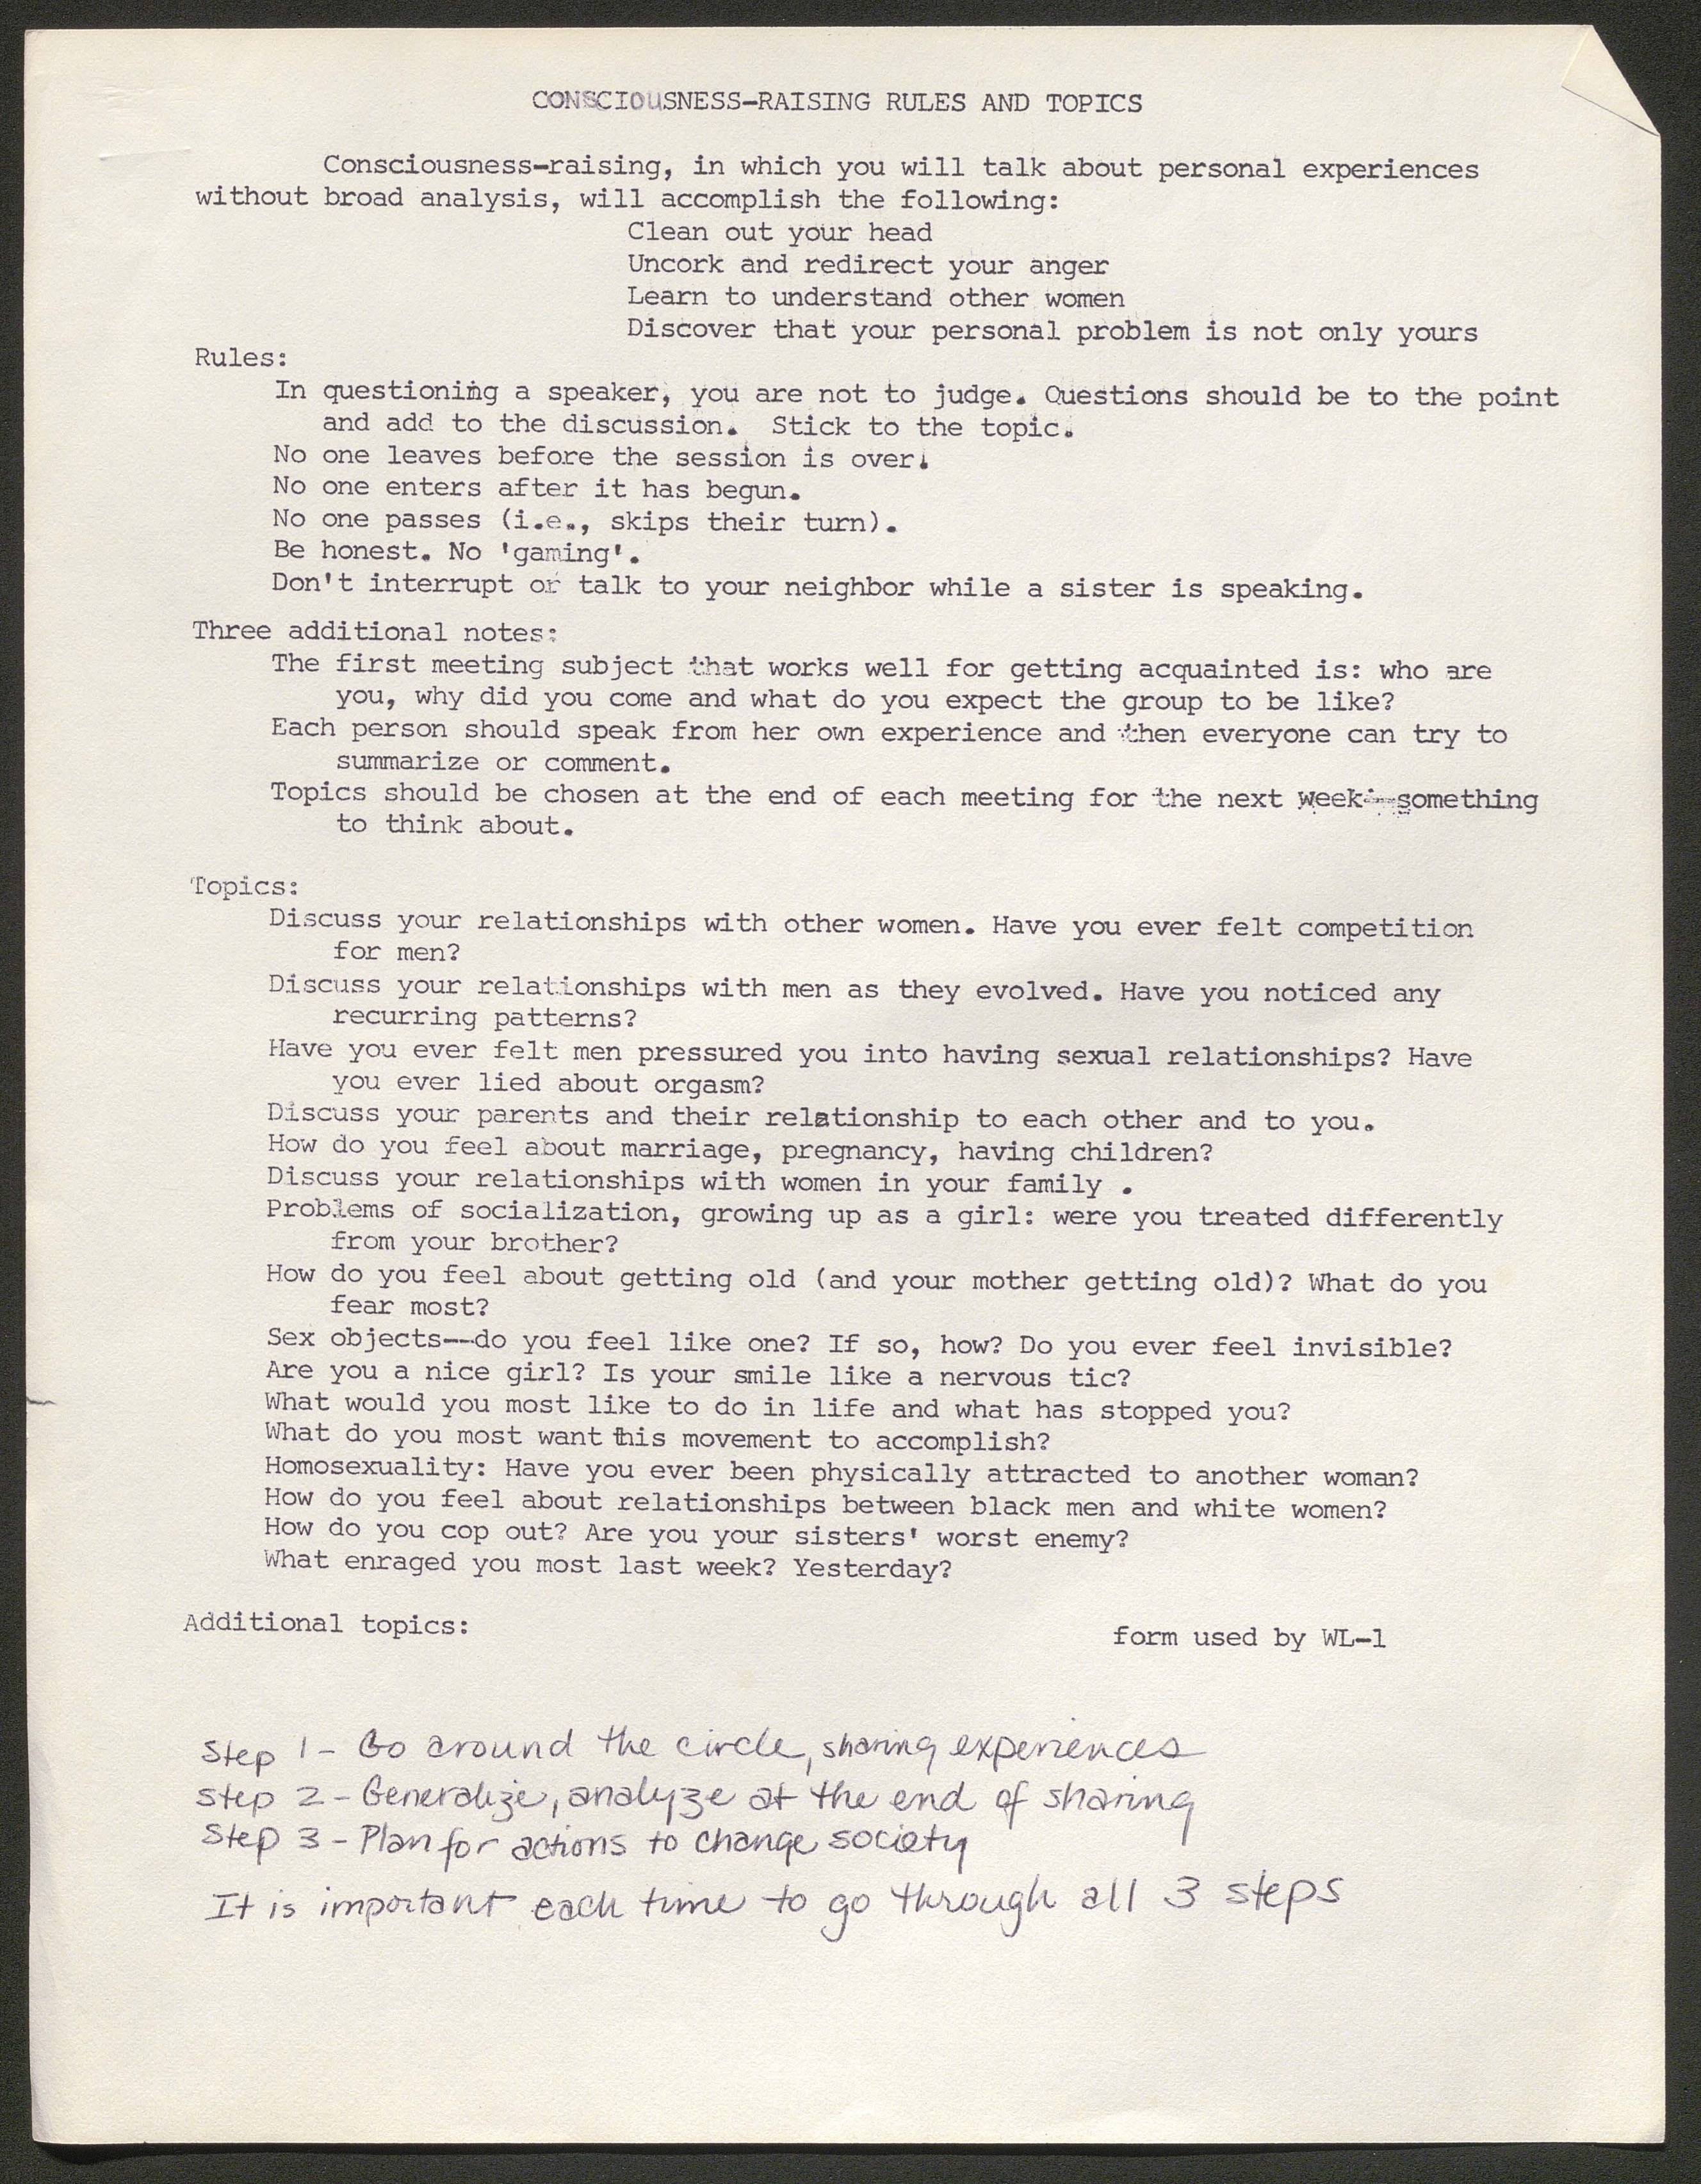 CONSCIOUSNESS-RAISING RULES AND TOPICS
Consciousness-raising, in which you will talk about personal experiences
without broad analysis, will accomplish the following:
Clean out your head
Uncork and redirect your anger
Learn to understand other women
Discover that your personal problem is not only yours
Rules:
In questioning a speaker, you are not to judge. Questions should be to the point
and add to the discussion. Stick to the topic.
No one leaves before the session is over.
No one enters after it has begun.
No one passes (i.e., skips their turn).
Be honest. No 'gaming'.
Don't interrupt or talk to your neighbor while a sister is speaking.
Three additional notes:
The first meeting subject that works well for getting acquainted is: who are
you, why did you come and what do you expect the group to be like?
Each person should speak from her own experience and then everyone can try to
summarize or comment.
Topics should be chosen at the end of each meeting for the next week--something
to think about.
Topics:
Discuss your relationships with other women. Have you ever felt competition
for men?
Discuss your relationships with men as they evolved. Have you noticed any
recurring patterns?
Have you ever felt men pressured you into having sexual relationships? Have
you ever lied about orgasm?
Discuss your parents and their relationship to each other and to you.
How do you feel about marriage, pregnancy, having children?
Discuss your relationships with women in your family .
Problems of socialization, growing up as a girl: were you treated differently
from your brother?
How do you feel about getting old (and your mother getting old)? What do you
fear most?
Sex objects--do you feel like one? If so, how? Do you ever feel invisible?
Are you a nice girl? Is your smile like a nervous tic?
What would you most like to do in life and what has stopped you?
What do you most want this movement to accomplish?
Homosexuality: Have you ever been physically attracted to another woman?
How do you feel about relationships between black men and white women?
How do you cop out? Are you your sisters' worst enemy?
What enraged you most last week? Yesterday?
Additional topics:
form used by WL-1
Step 1 - Go around the circle, sharing experiences
Step 2 - Generalize, analyze at the end of sharing
Step 3 - Plan for actions to change society
It is important each time to go through all 3 steps